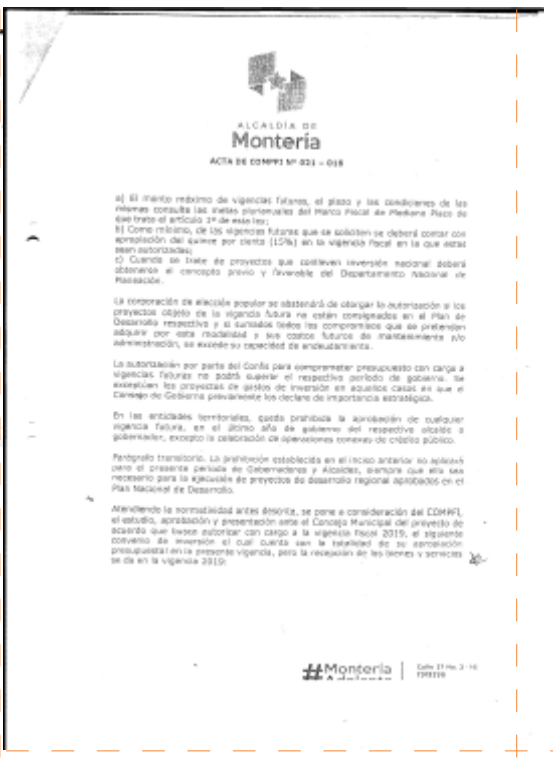 ALCALDÍA DE
Montería
ACTA DE COMPFI Nº 021 – 018
a) El monto máximo de vigencias futuras, el plazo y las condiciones de las
mismas consulte las metas plurianuales del Marco Fiscal de Mediano Plazo de
que trata el artículo 1º de esta ley;
b) Como mínimo, de las vigencias futuras que se soliciten se deberá contar con
apropiación del quince por ciento (15%) en la vigencia fiscal en la que estas
sean autorizadas;
c) Cuando se trate de proyectos que conlleven inversión nacional deberá
obtenerse el concepto previo y favorable del Departamento Nacional de
Planeación.
La corporación de elección popular se abstendrá de otorgar la autorización si los
proyectos objeto de la vigencia futura no están consignados en el Plan de
Desarrollo respectivo y si sumados todos los compromisos que se pretendan
adquirir por esta modalidad y sus costos futuros de mantenimiento y/o
administración, se excede su capacidad de endeudamiento.
La autorización por parte del Confis para comprometer presupuesto con cargo a
vigencias futuras no podrá superar el respectivo período de gobierno. Se
exceptúan los proyectos de gastos de inversión en aquellos casos en que el
Consejo de Gobierno previamente los declare de importancia estratégica.
En las entidades territoriales, queda prohibida la aprobación de cualquier
vigencia futura, en el último año de gobierno del respectivo alcalde o
gobernador, excepto la celebración de operaciones conexas de crédito público.
Parágrafo transitorio. La prohibición establecida en el inciso anterior no aplicará
para el presente período de Gobernadores y Alcaldes, siempre que ello sea
necesario para la ejecución de proyectos de desarrollo regional aprobados en el
Plan Nacional de Desarrollo.
Atendiendo la normatividad antes descrita, se pone a consideración del COMPFI,
el estudio, aprobación y presentación ante el Concejo Municipal del proyecto de
acuerdo que busca autorizar con cargo a la vigencia fiscal 2019, el siguiente
convenio de inversión el cual cuenta con la totalidad de su apropiación
presupuestal en la presente vigencia, pero la recepción de los bienes y servicios
se da en la vigencia 2019:
#Montería
Adelante
Calle 27 No. 3 - 16